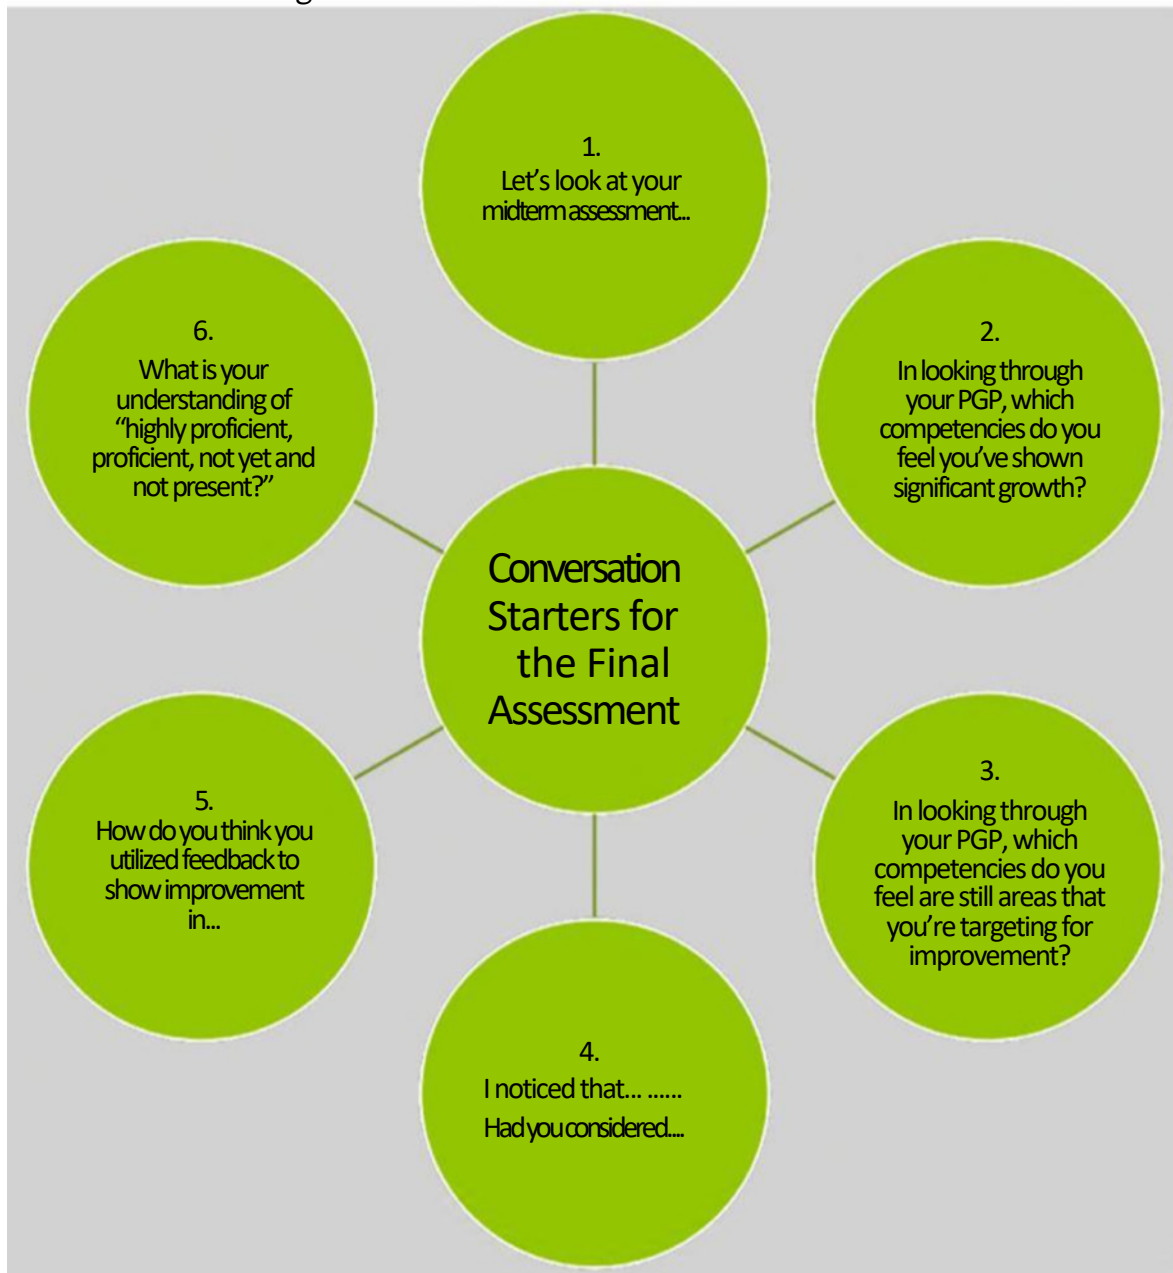 1.
Let’s look at your
midterm assessment...
2.
In looking through
your PGP, which
competencies do you
feel you’ve shown
significant growth?
3.
In looking through
your PGP, which
competencies do you
feel are still areas that
you’re targeting for
improvement?
4.
I noticed that... ......
Had you considered....
5.
How do you think you
utilized feedback to
show improvement
in...
6.
What is your
understanding of
“highly proficient,
proficient, not yet and
not present?”
Conversation
Starters for
the Final
Assessment